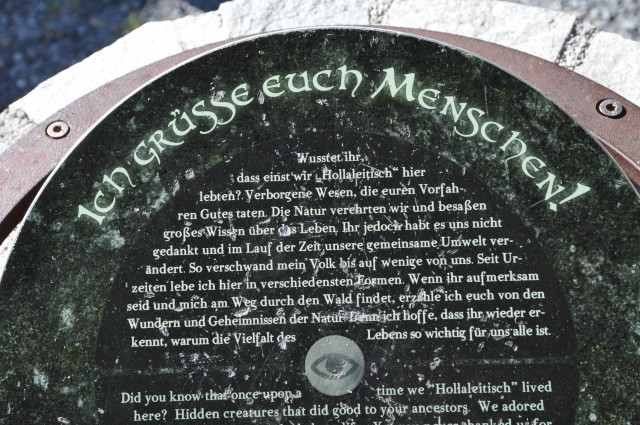 Ich grüsse euch Menschen!
Wusstet ihr,
dass einst wir „Hollaleitisch“ hier
lebten? Verborgene Wesen, die euren Vorfah-
ren Gutes taten. Die Natur verehrten wir und besaßen
großes Wissen über das Leben. Ihr jedoch habt es uns nicht
gedankt und im Lauf der Zeit unsere gemeinsame Umwelt ver-
ändert. So verschwand mein Volk bis auf wenige von uns. Seit Ur-
zeiten lebe ich hier in verschiedensten Formen. Wenn ihr aufmerksam
seid und mich am Weg durch den Wald findet, erzähle ich euch von den
Wundern und Geheimnissen der Natur. Denn ich hoffe, dass ihr wieder er-
kennt, warum die Vielfalt des Lebens so wichtig für uns alle ist.
Did you know that once upon a time we “Hollaleitisch” lived
here? Hidden creatures that did good to your ancestors. We adored